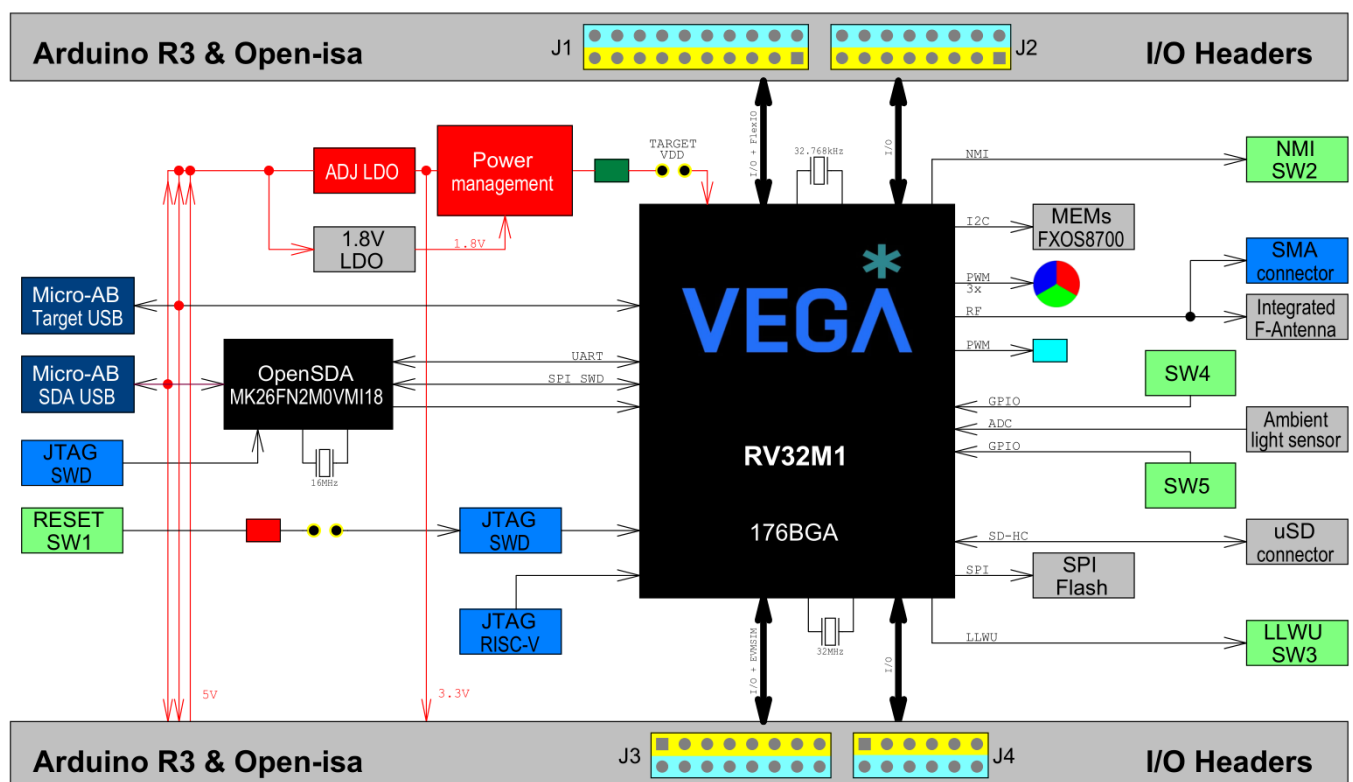 Arduino R3 & Open-isa
J1
J2
I/O Headers
I/O + FlexIO
I/O
32.768kHz
TARGET
VDD
ADJ LDO
Power
management
1.8V
LDO
1.8V
NMI
NMI
SW2
I2C
MEMs
FXOS8700
PWM
3x
RF
SMA
connector
Integrated
F-Antenna
PWM
Micro-AB
Target USB
Micro-AB
SDA USB
OpenSDA
MK26FN2M0VMI18
UART
SPI SWD
16MHz
JTAG
SWD
VEGA
RV32M1
176BGA
SW4
GPIO
ADC
Ambient
light sensor
GPIO
SW5
RESET
SW1
JTAG
SWD
JTAG
RISC-V
SD-HC
uSD
connector
SPI
SPI
Flash
LLWU
LLWU
SW3
32MHz
I/O + EVMSIM
I/O
5V
3.3V
Arduino R3 & Open-isa
J3
J4
I/O Headers